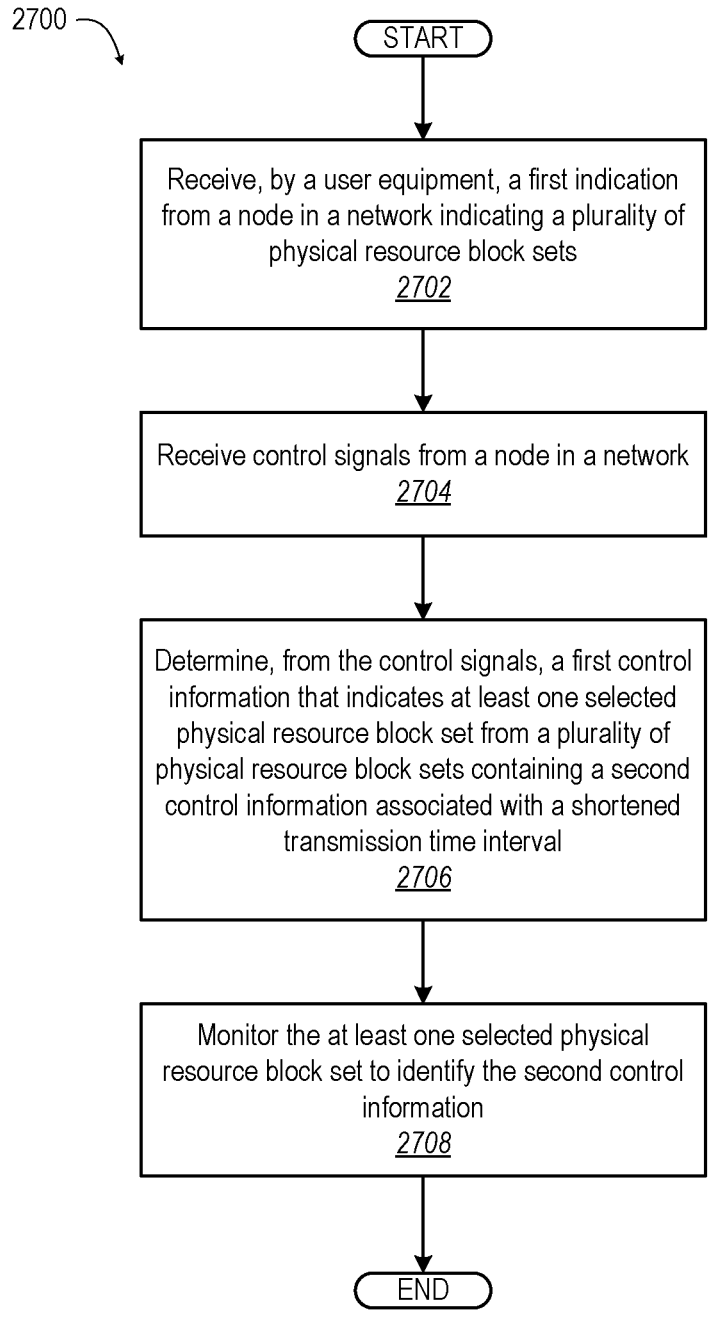 2700
START
Receive, by a user equipment, a first indication
from a node in a network indicating a plurality of
physical resource block sets
2702
Receive control signals from a node in a network
2704
Determine, from the control signals, a first control
information that indicates at least one selected
physical resource block set from a plurality of
physical resource block sets containing a second
control information associated with a shortened
transmission time interval
2706
Monitor the at least one selected physical
resource block set to identify the second control
information
2708
END